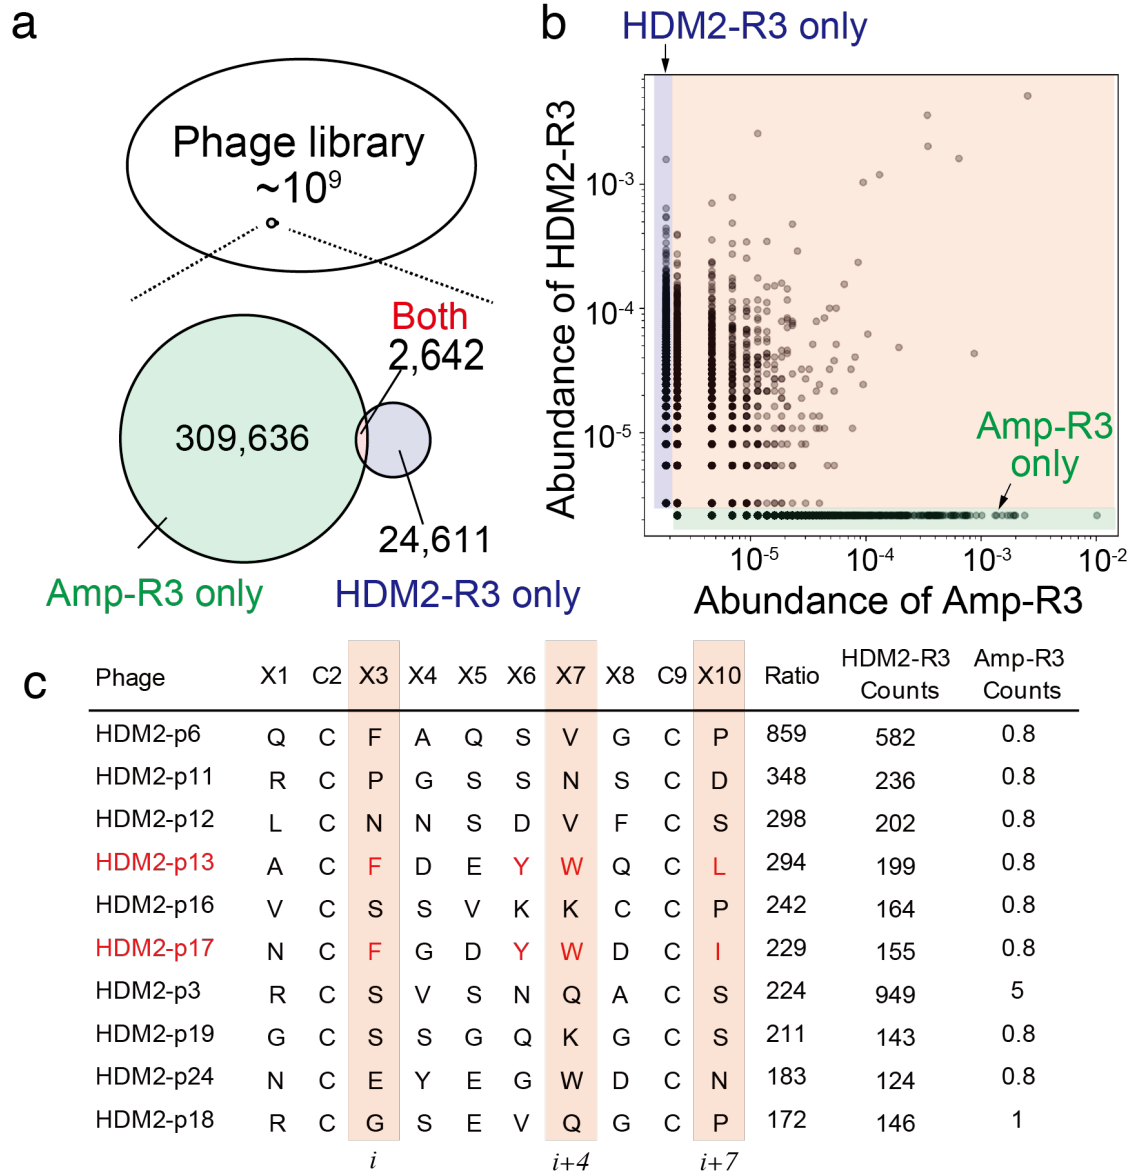 a
Phage library
~10⁹
Both
2,642
309,636
24,611
Amp-R3 only
HDM2-R3 only
b
HDM2-R3 only
Abundance of HDM2-R3
10⁻³
10⁻⁴
10⁻⁵
Amp-R3
only
10⁻⁵ 10⁻⁴ 10⁻³ 10⁻²
Abundance of Amp-R3
c
Phage X1 C2 X3 X4 X5 X6 X7 X8 C9 X10 Ratio HDM2-R3 Counts Amp-R3 Counts
HDM2-p6 Q C F A Q S V G C P 859 582 0.8
HDM2-p11 R C P G S S N S C D 348 236 0.8
HDM2-p12 L C N N S D V F C S 298 202 0.8
HDM2-p13 A C F D E Y W Q C L 294 199 0.8
HDM2-p16 V C S S V K K C C P 242 164 0.8
HDM2-p17 N C F G D Y W D C I 229 155 0.8
HDM2-p3 R C S V S N Q A C S 224 949 5
HDM2-p19 G C S S G Q K G C S 211 143 0.8
HDM2-p24 N C E Y E G W D C N 183 124 0.8
HDM2-p18 R C G S E V Q G C P 172 146 1
i i+4 i+7